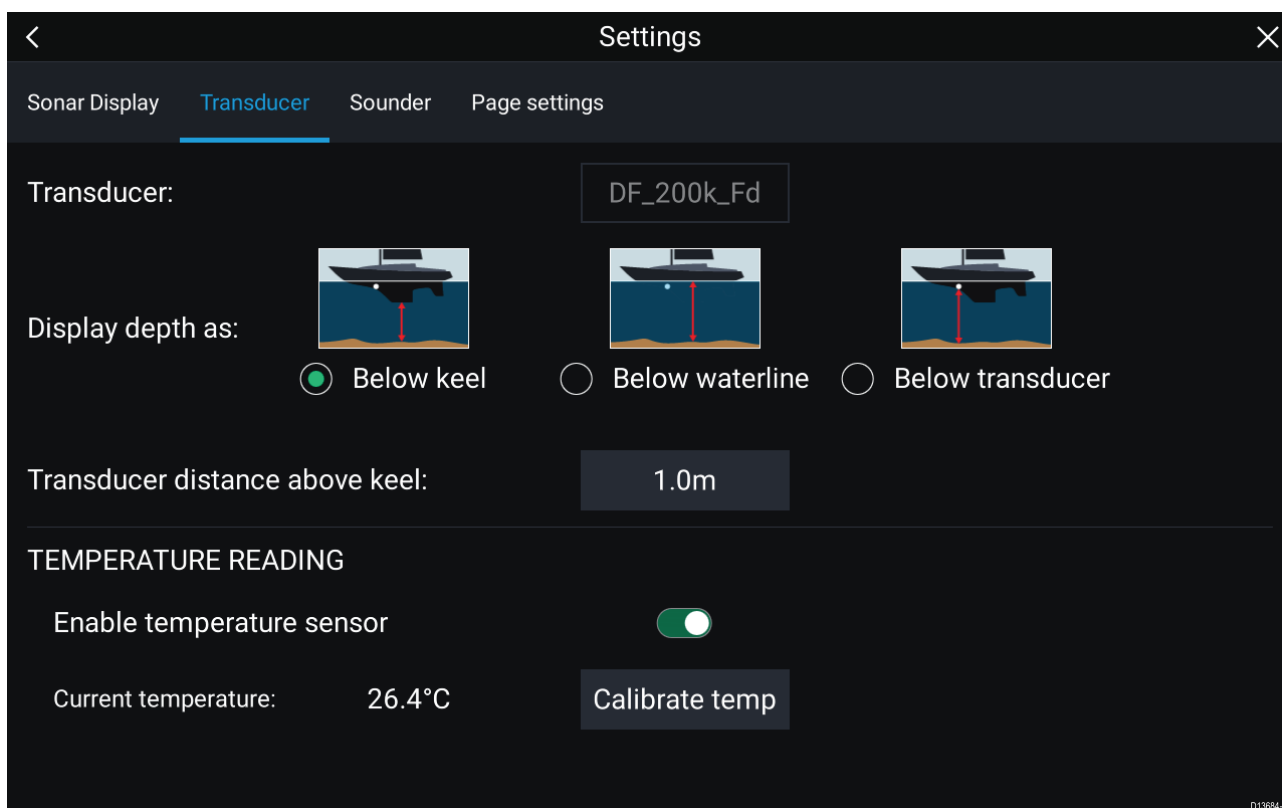 Settings
Sonar Display Transducer Sounder Page settings
Transducer: DF_200k_Fd
Display depth as:
Below keel Below waterline Below transducer
Transducer distance above keel: 1.0m
TEMPERATURE READING
Enable temperature sensor
Current temperature: 26.4°C Calibrate temp